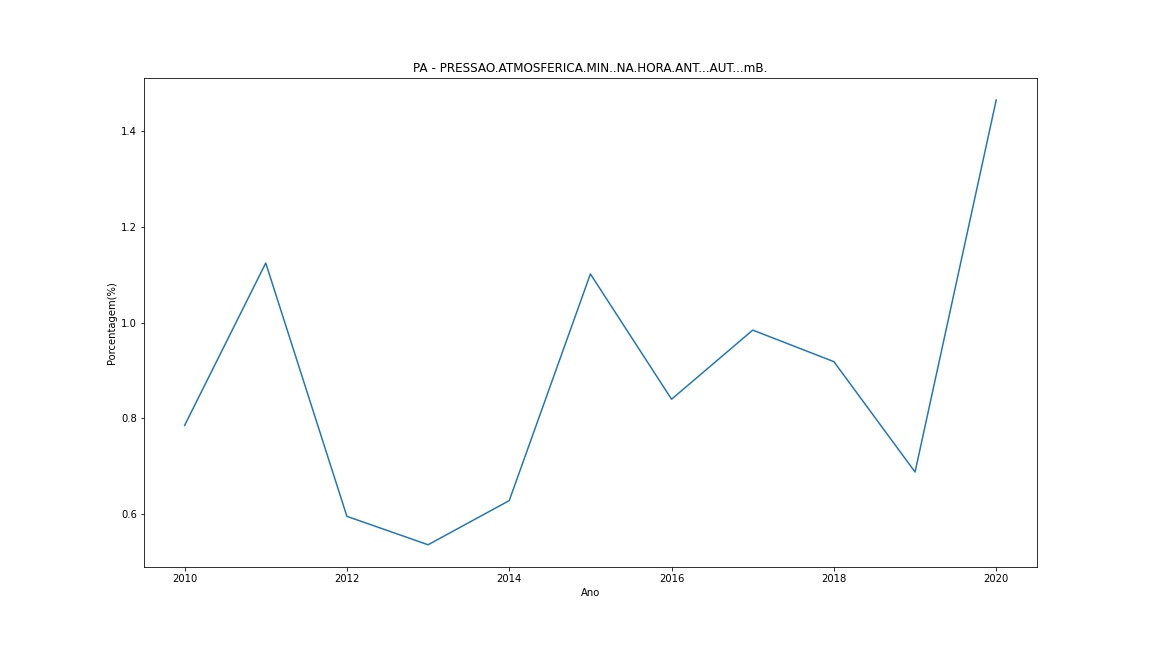 PA - PRESSAO.ATMOSFERICA.MIN..NA.HORA.ANT...AUT...mB.
1.4
1.2
1.0
0.8
0.6
Porcentagem(%)
2010 2012 2014 2016 2018 2020
Ano